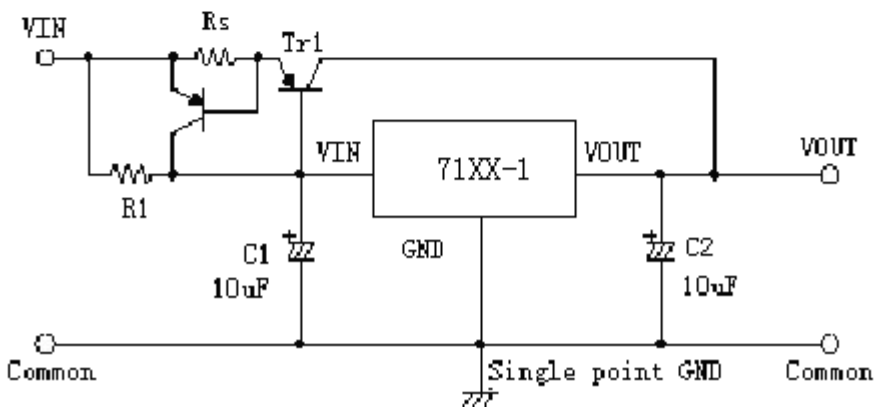 VIN
Rs
Tr1
VIN
71XX-1
VOUT
VOUT
R1
C1
10uF
GND
C2
10uF
Common
Single point GND
Common